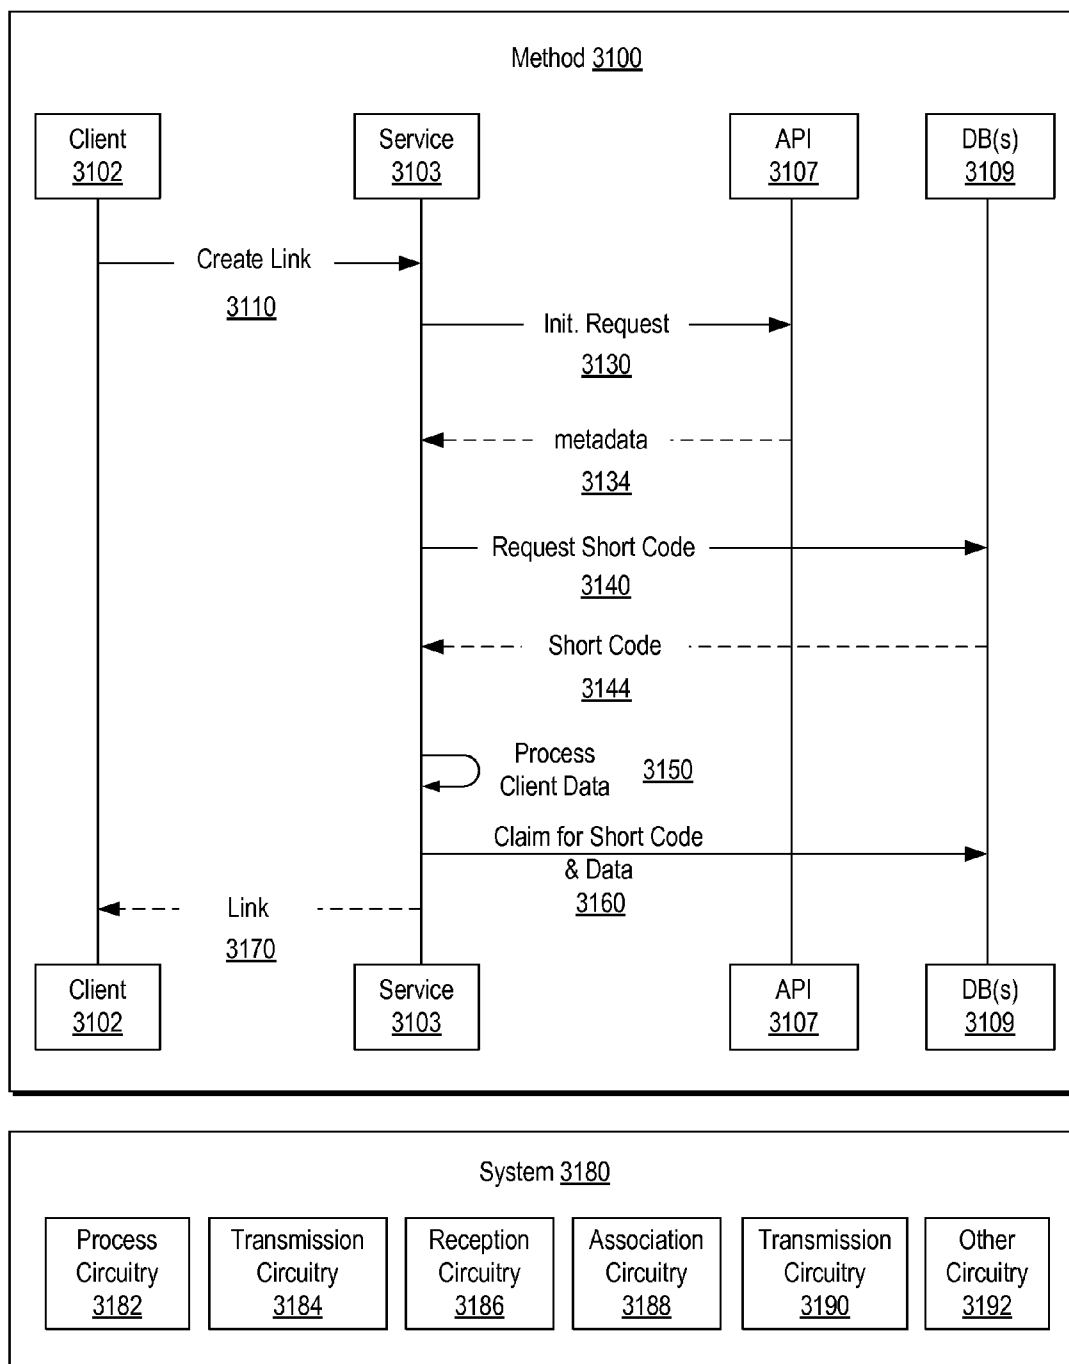 Method 3100
Client
3102
Service
3103
API
3107
DB(s)
3109
Create Link
3110
Init. Request
3130
metadata
3134
Request Short Code
3140
Short Code
3144
Process
Client Data
3150
Claim for Short Code
& Data
3160
Link
3170
Client
3102
Service
3103
API
3107
DB(s)
3109
System 3180
Process
Circuitry
3182
Transmission
Circuitry
3184
Reception
Circuitry
3186
Association
Circuitry
3188
Transmission
Circuitry
3190
Other
Circuitry
3192